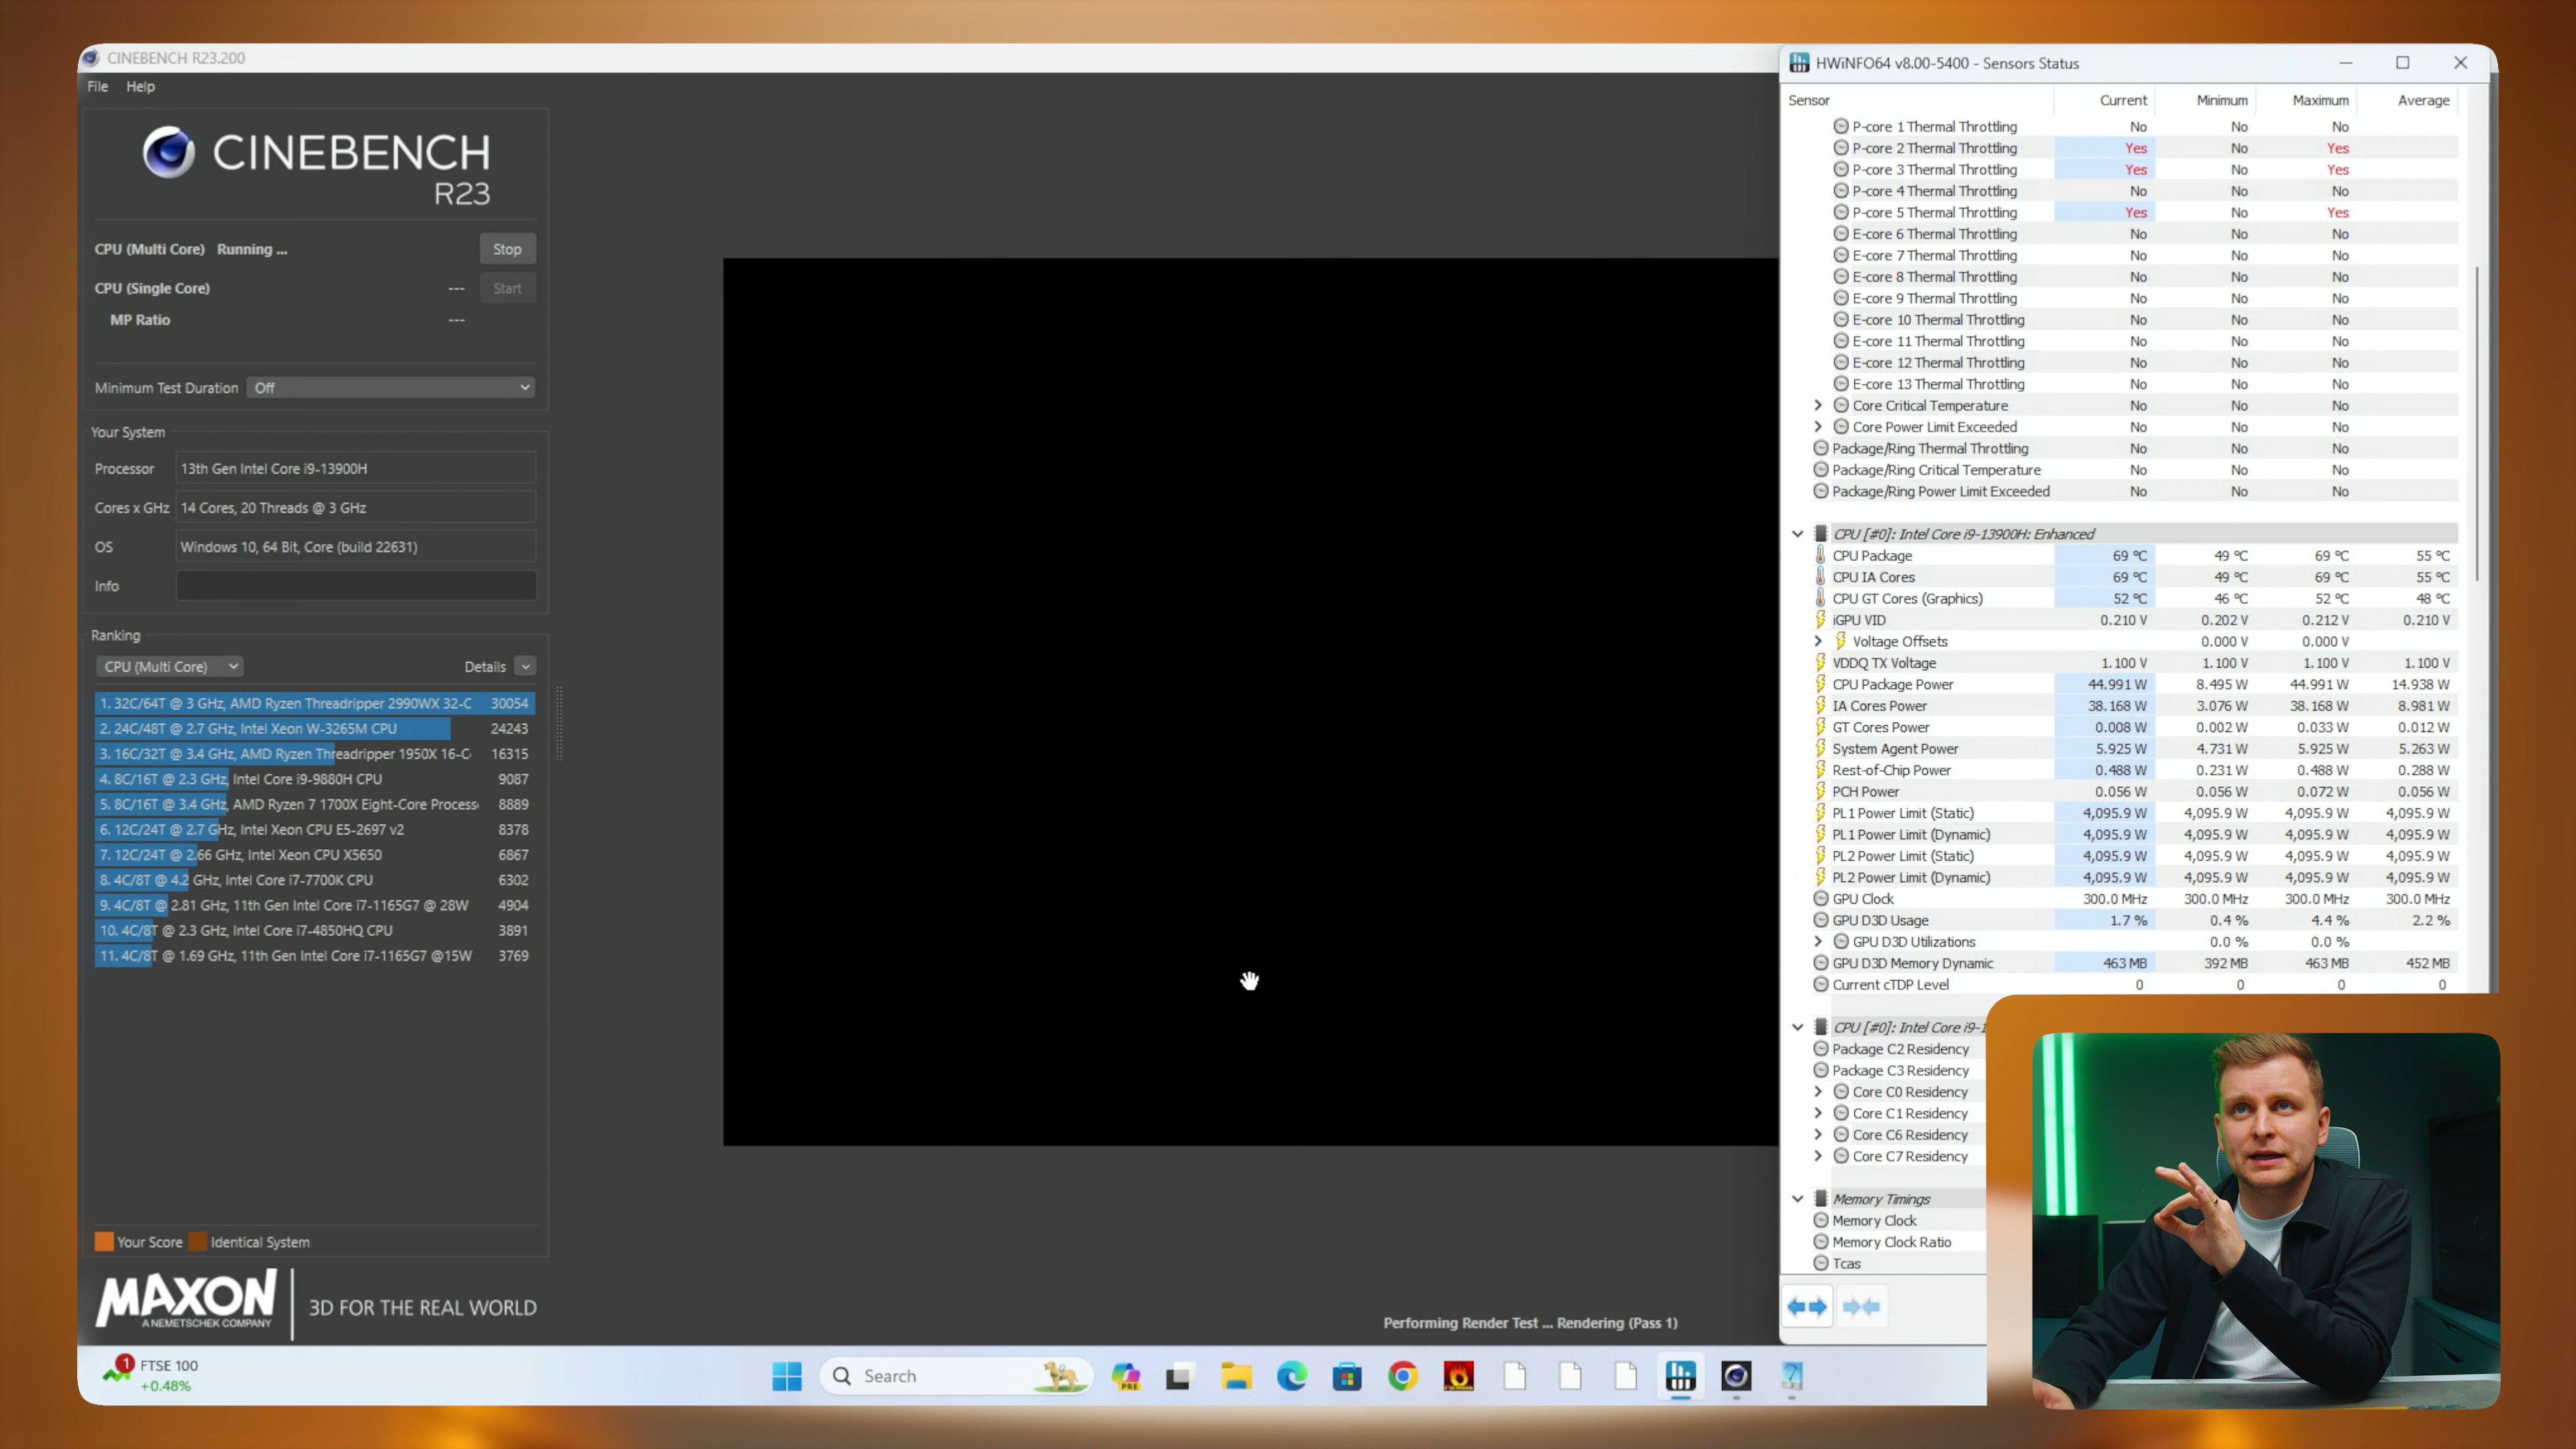 CINEBENCH R23.200
File Help
CINEBENCH
R23
CPU (Multi Core) Running ... Stop
CPU (Single Core) --- Start
MP Ratio ---
Minimum Test Duration Off
Your System
Processor 13th Gen Intel Core i9-13900H
Cores x GHz 14 Cores, 20 Threads @ 3 GHz
OS Windows 10, 64 Bit, Core (build 22631)
Info
Ranking
CPU (Multi Core) Details
1. 32C/64T @ 3 GHz, AMD Ryzen Threadripper 2990WX 32-C 30054
2. 24C/48T @ 2.7 GHz, Intel Xeon W-3265M CPU 24243
3. 16C/32T @ 3.4 GHz, AMD Ryzen Threadripper 1950X 16-C 16315
4. 8C/16T @ 2.3 GHz, Intel Core i9-9880H CPU 9087
5. 8C/16T @ 3.4 GHz, AMD Ryzen 7 1700X Eight-Core Process 8889
6. 12C/24T @ 2.7 GHz, Intel Xeon CPU E5-2697 v2 8378
7. 12C/24T @ 2.66 GHz, Intel Xeon CPU X5650 6867
8. 4C/8T @ 4.2 GHz, Intel Core i7-7700K CPU 6302
9. 4C/8T @ 2.81 GHz, 11th Gen Intel Core i7-1165G7 @ 28W 4904
10. 4C/8T @ 2.3 GHz, Intel Core i7-4850HQ CPU 3891
11. 4C/8T @ 1.69 GHz, 11th Gen Intel Core i7-1165G7 @15W 3769
Your Score Identical System
MAXON
A NEMETSCHEK COMPANY
3D FOR THE REAL WORLD
Performing Render Test ... Rendering (Pass 1)
HWiNFO64 v8.00-5400 - Sensors Status
Sensor Current Minimum Maximum Average
P-core 1 Thermal Throttling No No No
P-core 2 Thermal Throttling Yes No Yes
P-core 3 Thermal Throttling Yes No Yes
P-core 4 Thermal Throttling No No No
P-core 5 Thermal Throttling Yes No Yes
E-core 6 Thermal Throttling No No No
E-core 7 Thermal Throttling No No No
E-core 8 Thermal Throttling No No No
E-core 9 Thermal Throttling No No No
E-core 10 Thermal Throttling No No No
E-core 11 Thermal Throttling No No No
E-core 12 Thermal Throttling No No No
E-core 13 Thermal Throttling No No No
Core Critical Temperature No No No
Core Power Limit Exceeded No No No
Package/Ring Thermal Throttling No No No
Package/Ring Critical Temperature No No No
Package/Ring Power Limit Exceeded No No No
CPU [#0]: Intel Core i9-13900H: Enhanced
CPU Package 69 °C 49 °C 69 °C 55 °C
CPU IA Cores 69 °C 49 °C 69 °C 55 °C
CPU GT Cores (Graphics) 52 °C 46 °C 52 °C 48 °C
iGPU VID 0.210 V 0.202 V 0.212 V 0.210 V
Voltage Offsets 0.000 V 0.000 V
VDDQ TX Voltage 1.100 V 1.100 V 1.100 V 1.100 V
CPU Package Power 44.991 W 8.495 W 44.991 W 14.938 W
IA Cores Power 38.168 W 3.076 W 38.168 W 8.981 W
GT Cores Power 0.008 W 0.002 W 0.033 W 0.012 W
System Agent Power 5.925 W 4.731 W 5.925 W 5.263 W
Rest-of-Chip Power 0.488 W 0.231 W 0.488 W 0.288 W
PCH Power 0.056 W 0.056 W 0.072 W 0.056 W
PL1 Power Limit (Static) 4,095.9 W 4,095.9 W 4,095.9 W 4,095.9 W
PL1 Power Limit (Dynamic) 4,095.9 W 4,095.9 W 4,095.9 W 4,095.9 W
PL2 Power Limit (Static) 4,095.9 W 4,095.9 W 4,095.9 W 4,095.9 W
PL2 Power Limit (Dynamic) 4,095.9 W 4,095.9 W 4,095.9 W 4,095.9 W
GPU Clock 300.0 MHz 300.0 MHz 300.0 MHz 300.0 MHz
GPU D3D Usage 1.7 % 0.4 % 4.4 % 2.2 %
GPU D3D Utilizations 0.0 % 0.0 %
GPU D3D Memory Dynamic 463 MB 392 MB 463 MB 452 MB
Current cTDP Level 0 0 0 0
CPU [#0]: Intel Core i9-1
Package C2 Residency
Package C3 Residency
Core C0 Residency
Core C1 Residency
Core C6 Residency
Core C7 Residency
Memory Timings
Memory Clock
Memory Clock Ratio
Tcas
1 FTSE 100
+0.48%
Search
PRE